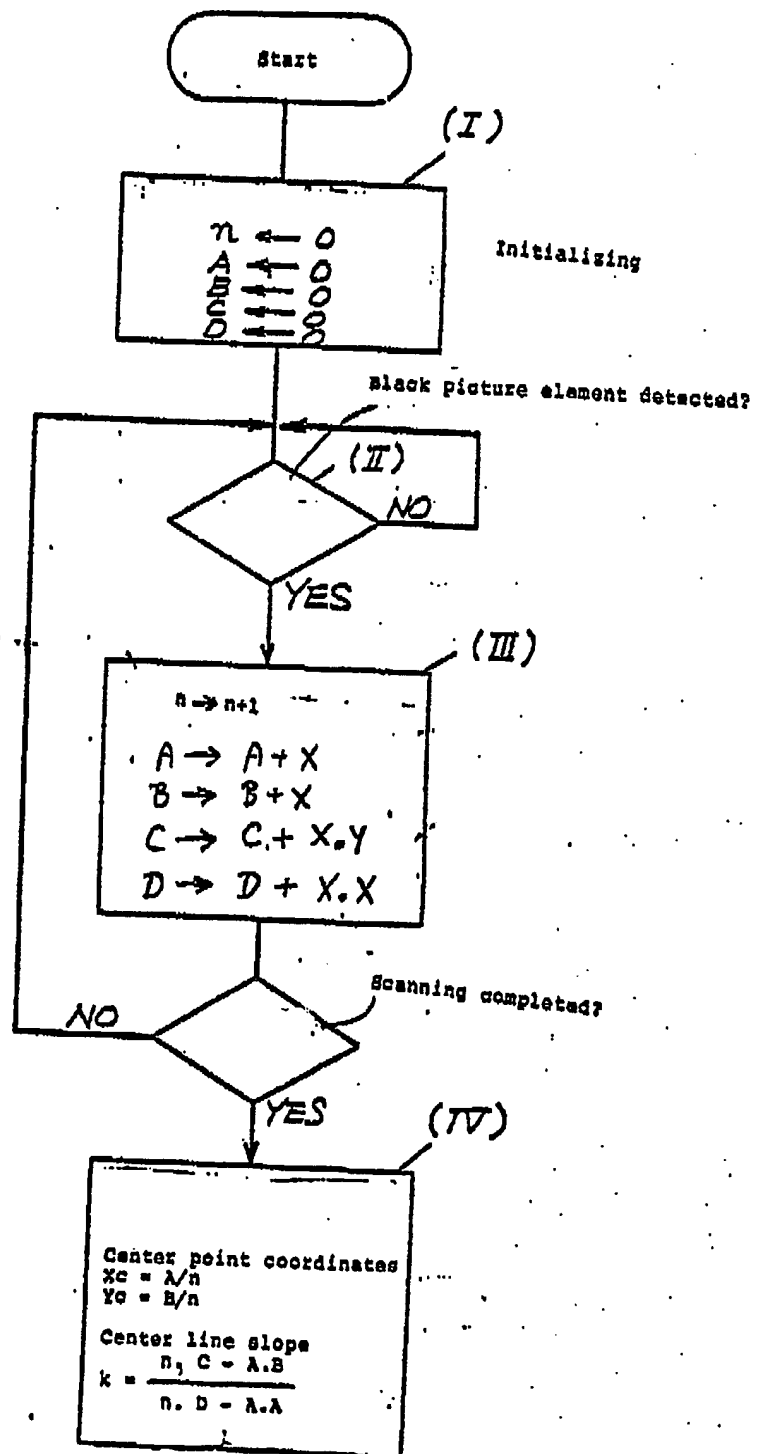 Start
(I)
n ← 0
A ← 0
B ← 0
C ← 0
D ← 0
Initializing
Black picture element detected?
(II)
NO
YES
(III)
n → n+1
A → A + X
B → B + X
C → C + X.Y
D → D + X.X
Scanning completed?
NO
YES
(IV)
Center point coordinates
Xc = A/n
Yc = B/n
Center line slope
k = n, C - A.B
n. D - A.A